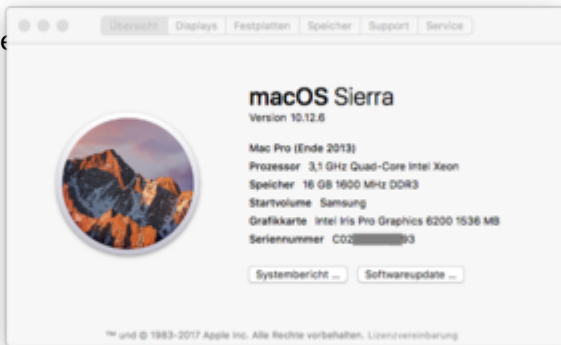 Übersicht Displays Festplatten Speicher Support Service
e
macOS Sierra
Version 10.12.6
Mac Pro (Ende 2013)
Prozessor 3,1 GHz Quad-Core Intel Xeon
Speicher 16 GB 1600 MHz DDR3
Startvolume Samsung
Grafikkarte Intel Iris Pro Graphics 6200 1536 MB
Seriennummer C02 93
Systembericht ... Softwareupdate ...
™ und © 1983-2017 Apple Inc. Alle Rechte vorbehalten. Lizenzvereinbarung